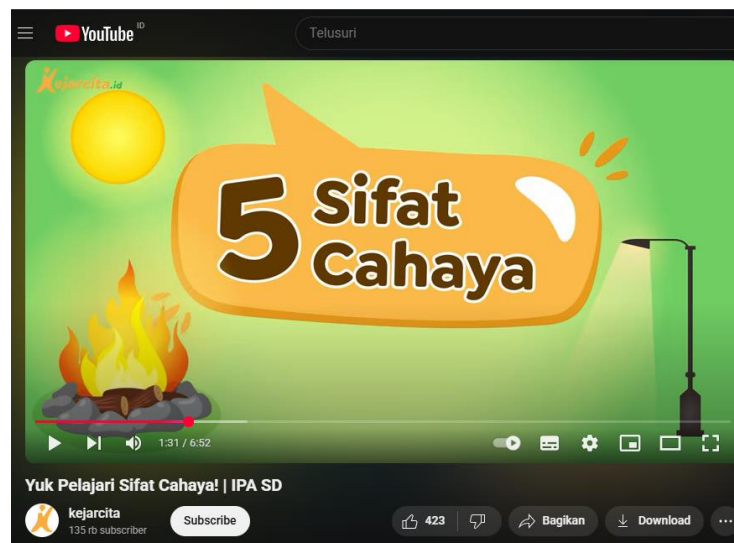 YouTube ID
Telusuri
Kejarcita.id
5 Sifat
Cahaya
1:31 / 6:52
Yuk Pelajari Sifat Cahaya! | IPA SD
kejarcita
135 rb subscriber
Subscribe
423
Bagikan
Download